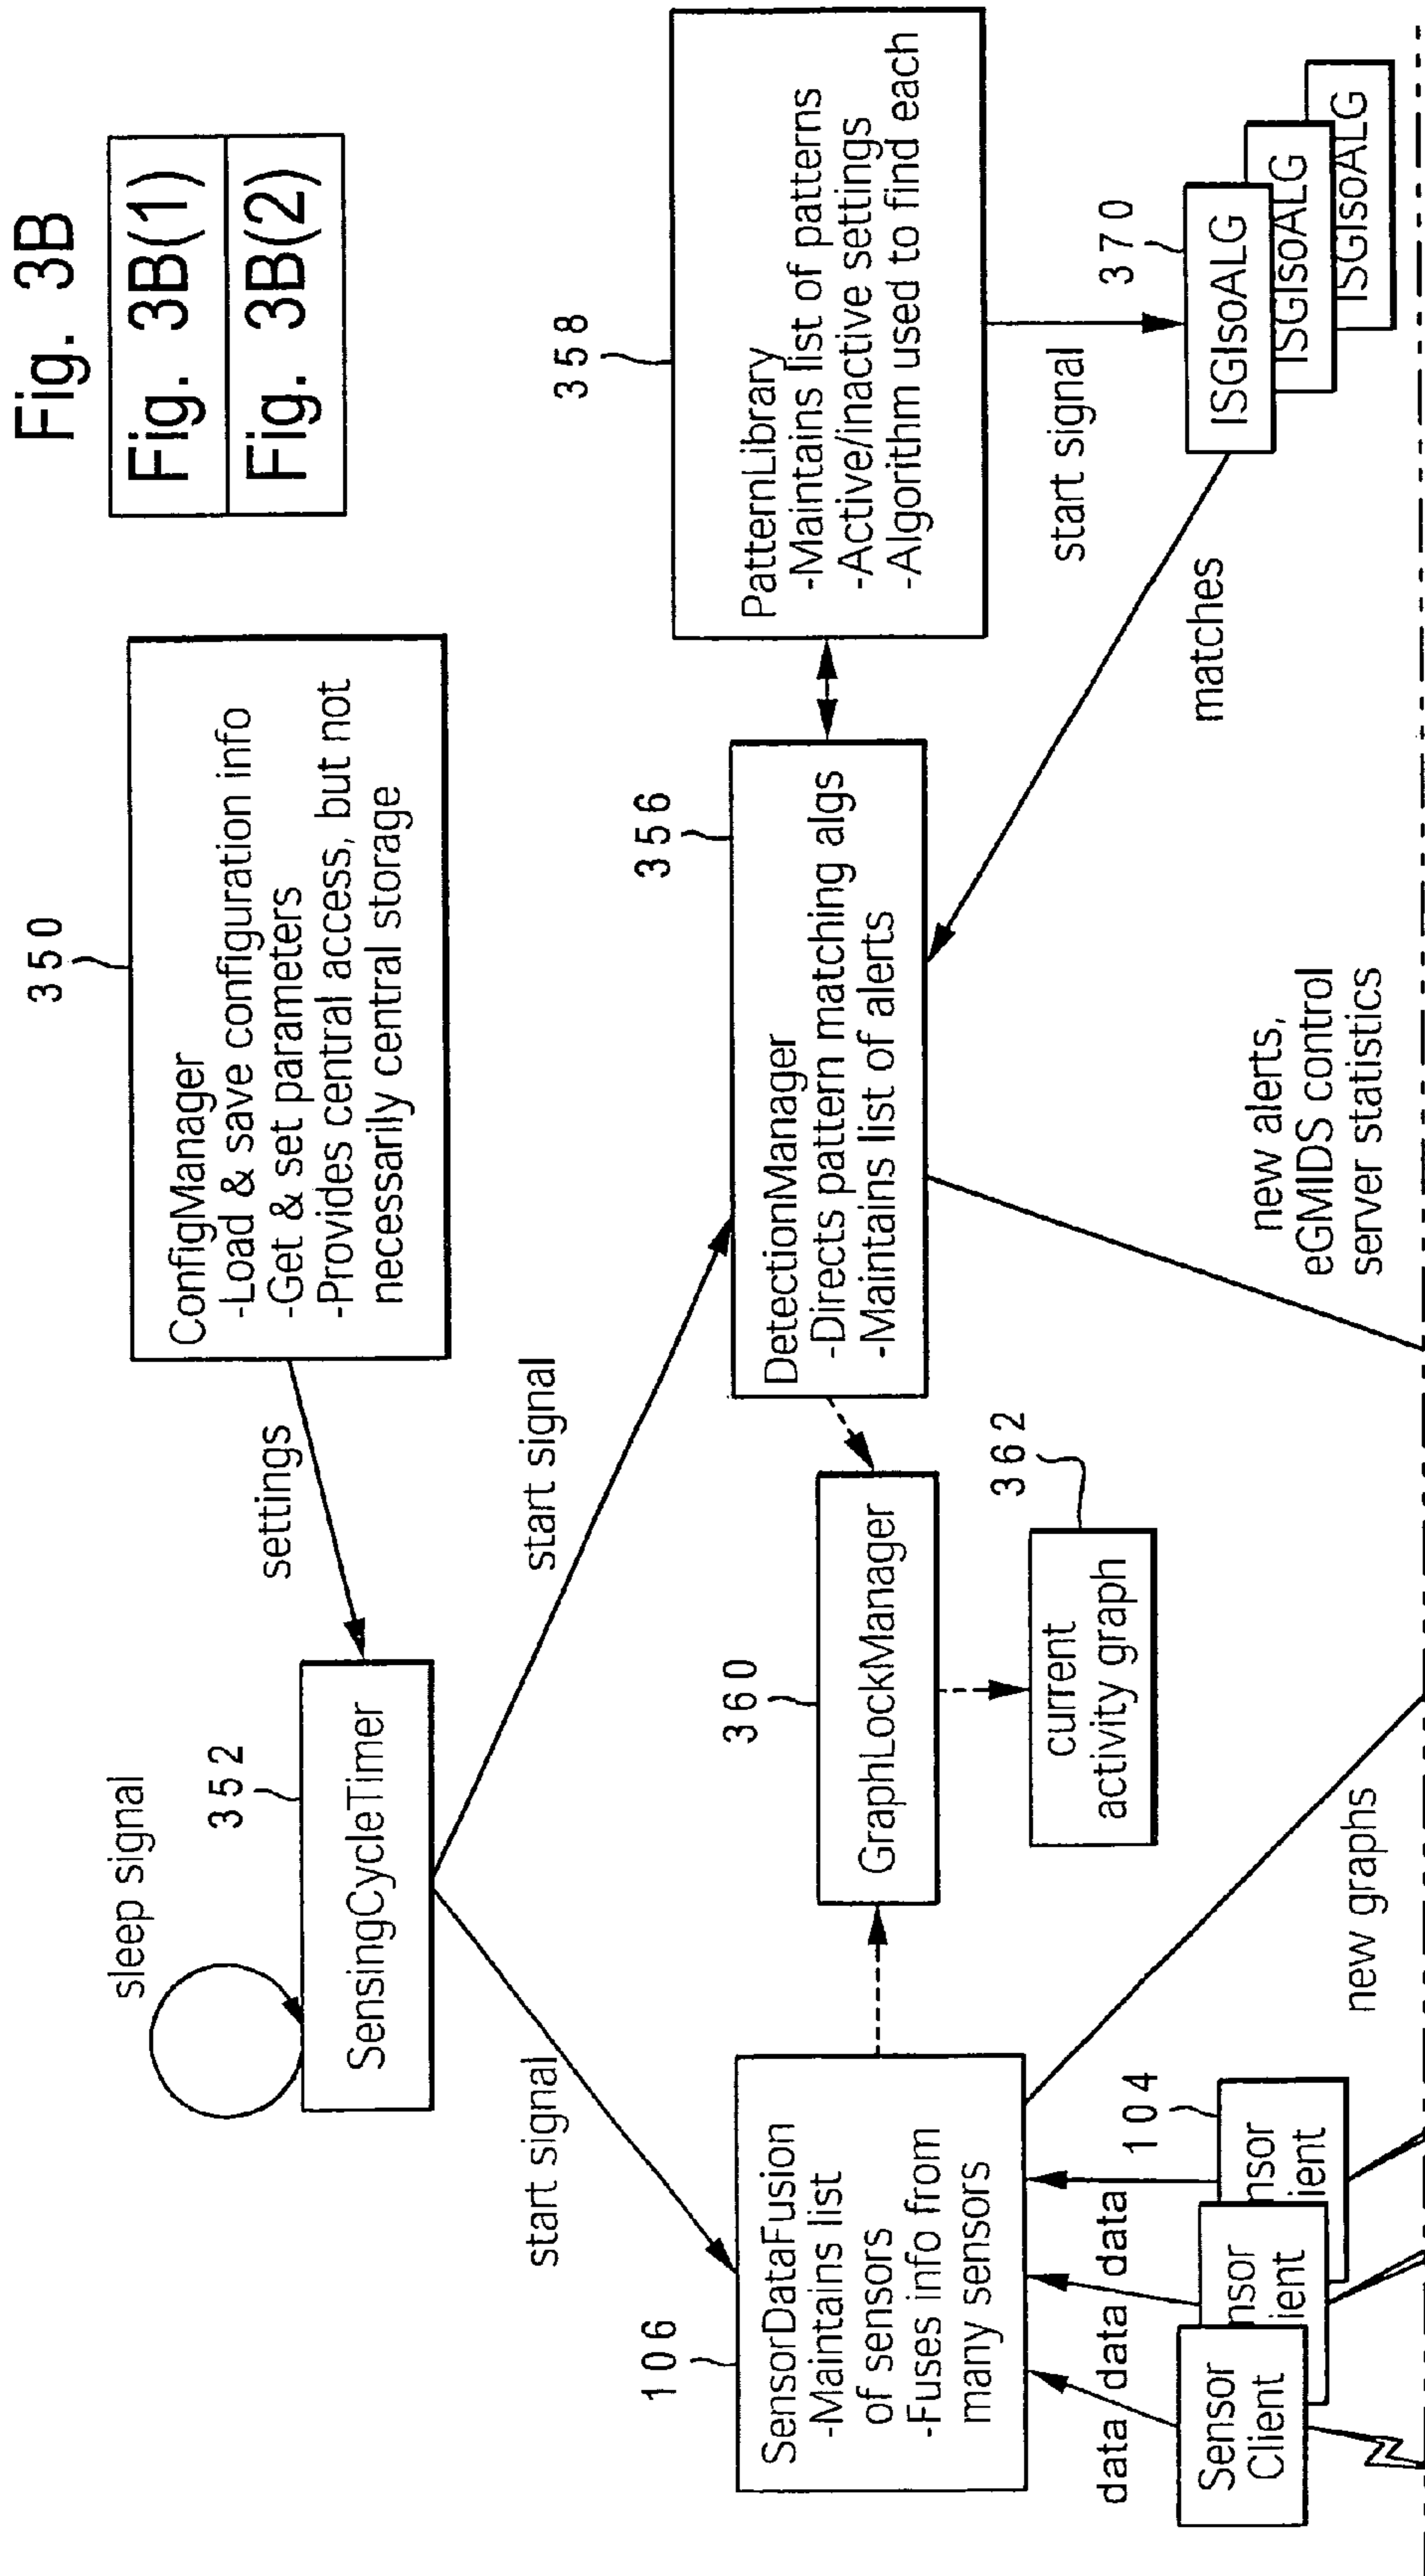 Fig. 3B
Fig. 3B(1)
Fig. 3B(2)
350
ConfigManager
-Load & save configuration info
-Get & set parameters
-Provides central access, but not
necessarily central storage
settings
sleep signal
352
SensingCycleTimer
start signal
start signal
358
PatternLibrary
-Maintains list of patterns
-Active/inactive settings
-Algorithm used to find each
356
DetectionManager
-Directs pattern matching algs
-Maintains list of alerts
360
GraphLockManager
362
current
activity graph
106
SensorDataFusion
-Maintains list
of sensors
-Fuses info from
many sensors
start signal
370
ISGIsoALG
ISGIsoALG
ISGIsoALG
matches
data data data
104
Sensor
Client
nsor
ient
nsor
ient
new graphs
new alerts,
eGMIDS control
server statistics